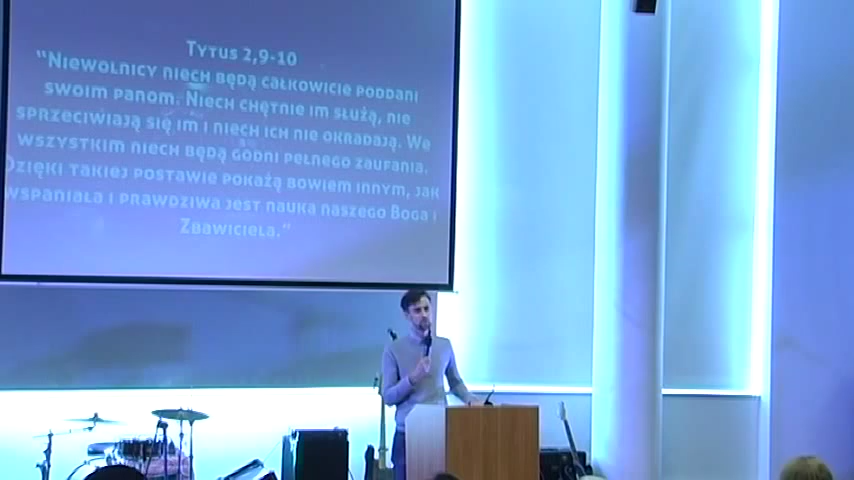 Tytus 2,9-10
“Niewolnicy niech będą całkowicie poddani
swoim panom. Niech chętnie im służą, nie
sprzeciwiają się im i niech ich nie okradają. We
wszystkim niech będą godni pełnego zaufania.
Dzięki takiej postawie pokażą bowiem innym, jak
wspaniała i prawdziwa jest nauka naszego Boga i
Zbawiciela.”